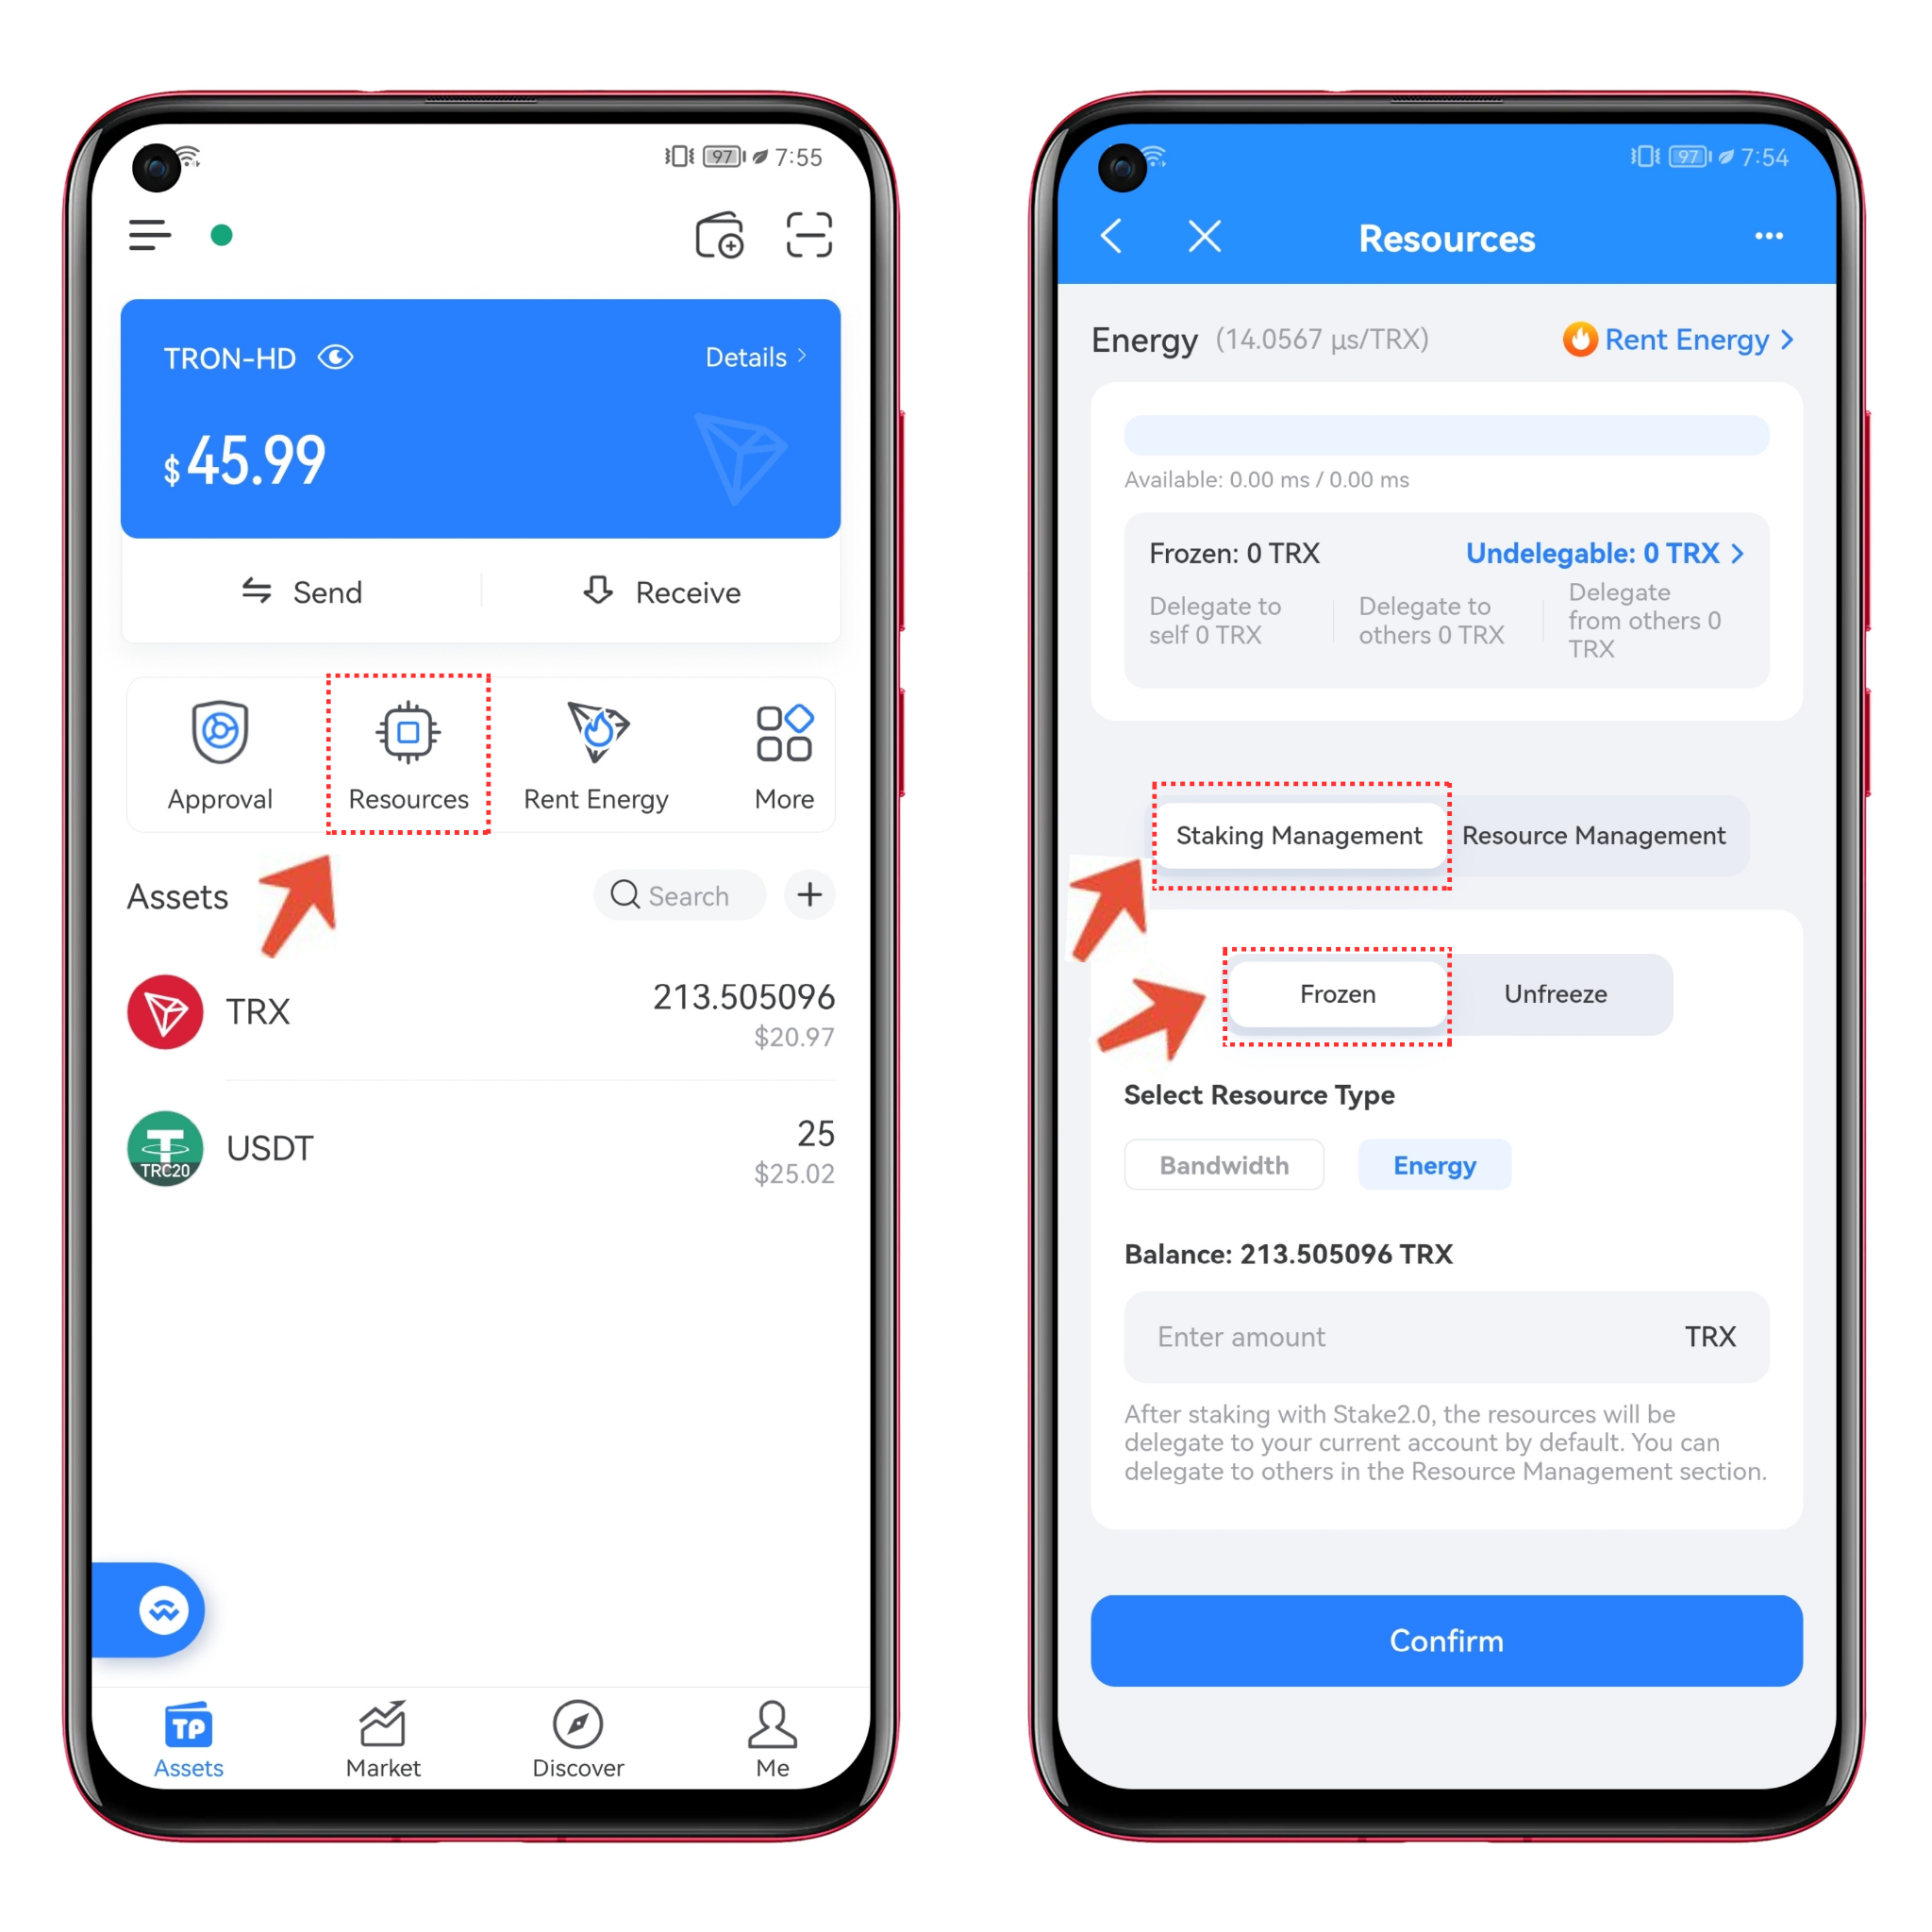 97
7:55
TRON-HD
Details
$45.99
Send
Receive
Approval
Resources
Rent Energy
More
Assets
Search
TRX
213.505096
$20.97
TRC20
USDT
25
$25.02
TP
Assets
Market
Discover
Me
97
7:54
Resources
Energy (14.0567 µs/TRX)
Rent Energy
Available: 0.00 ms / 0.00 ms
Frozen: 0 TRX
Undelegable: 0 TRX
Delegate to
self 0 TRX
Delegate to
others 0 TRX
Delegate
from others 0
TRX
Staking Management
Resource Management
Frozen
Unfreeze
Select Resource Type
Bandwidth
Energy
Balance: 213.505096 TRX
Enter amount
TRX
After staking with Stake2.0, the resources will be
delegate to your current account by default. You can
delegate to others in the Resource Management section.
Confirm